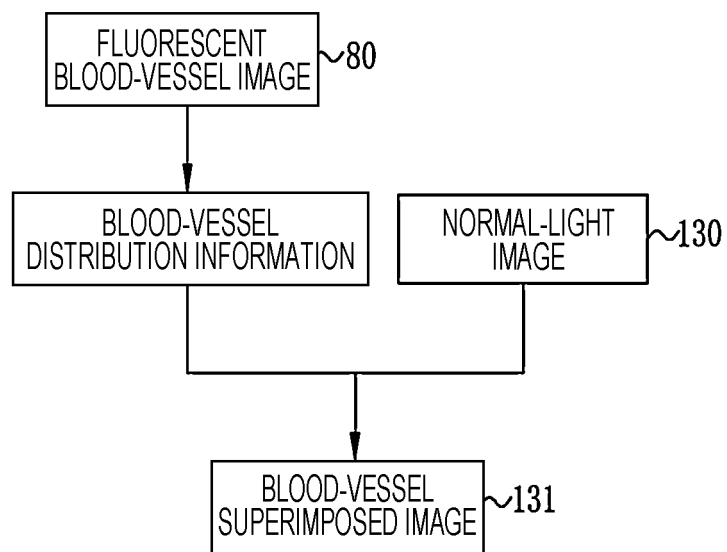 FLUORESCENT
BLOOD-VESSEL IMAGE
80
BLOOD-VESSEL
DISTRIBUTION INFORMATION
NORMAL-LIGHT
IMAGE
130
BLOOD-VESSEL
SUPERIMPOSED IMAGE
131